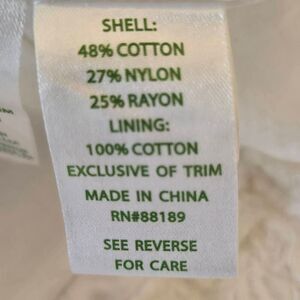 SHELL:
48% COTTON
27% NYLON
25% RAYON
LINING:
100% COTTON
EXCLUSIVE OF TRIM
MADE IN CHINA
RN#88189
SEE REVERSE
FOR CARE